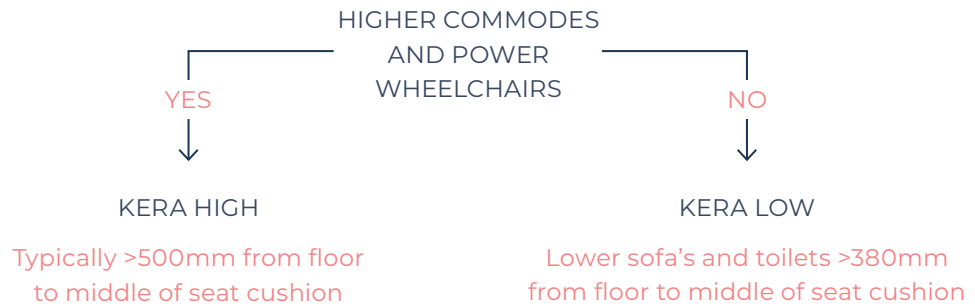 HIGHER COMMODES
AND POWER
WHEELCHAIRS
YES
NO
KERA HIGH
KERA LOW
Typically >500mm from floor
to middle of seat cushion
Lower sofa's and toilets >380mm
from floor to middle of seat cushion